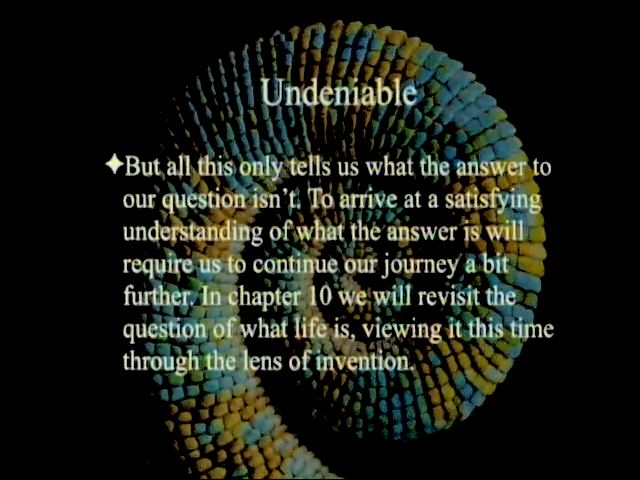 Undeniable
But all this only tells us what the answer to
our question isn't. To arrive at a satisfying
understanding of what the answer is will
require us to continue our journey a bit
further. In chapter 10 we will revisit the
question of what life is, viewing it this time
through the lens of invention.